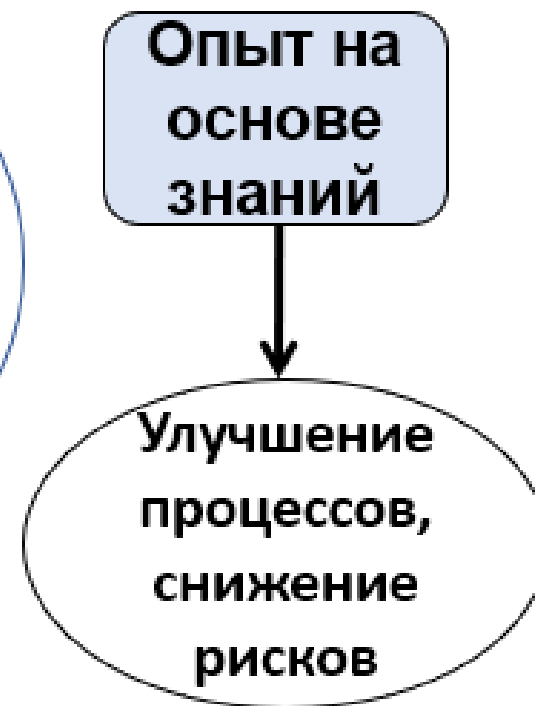 Опыт на
основе
знаний
Улучшение
процессов,
снижение
рисков